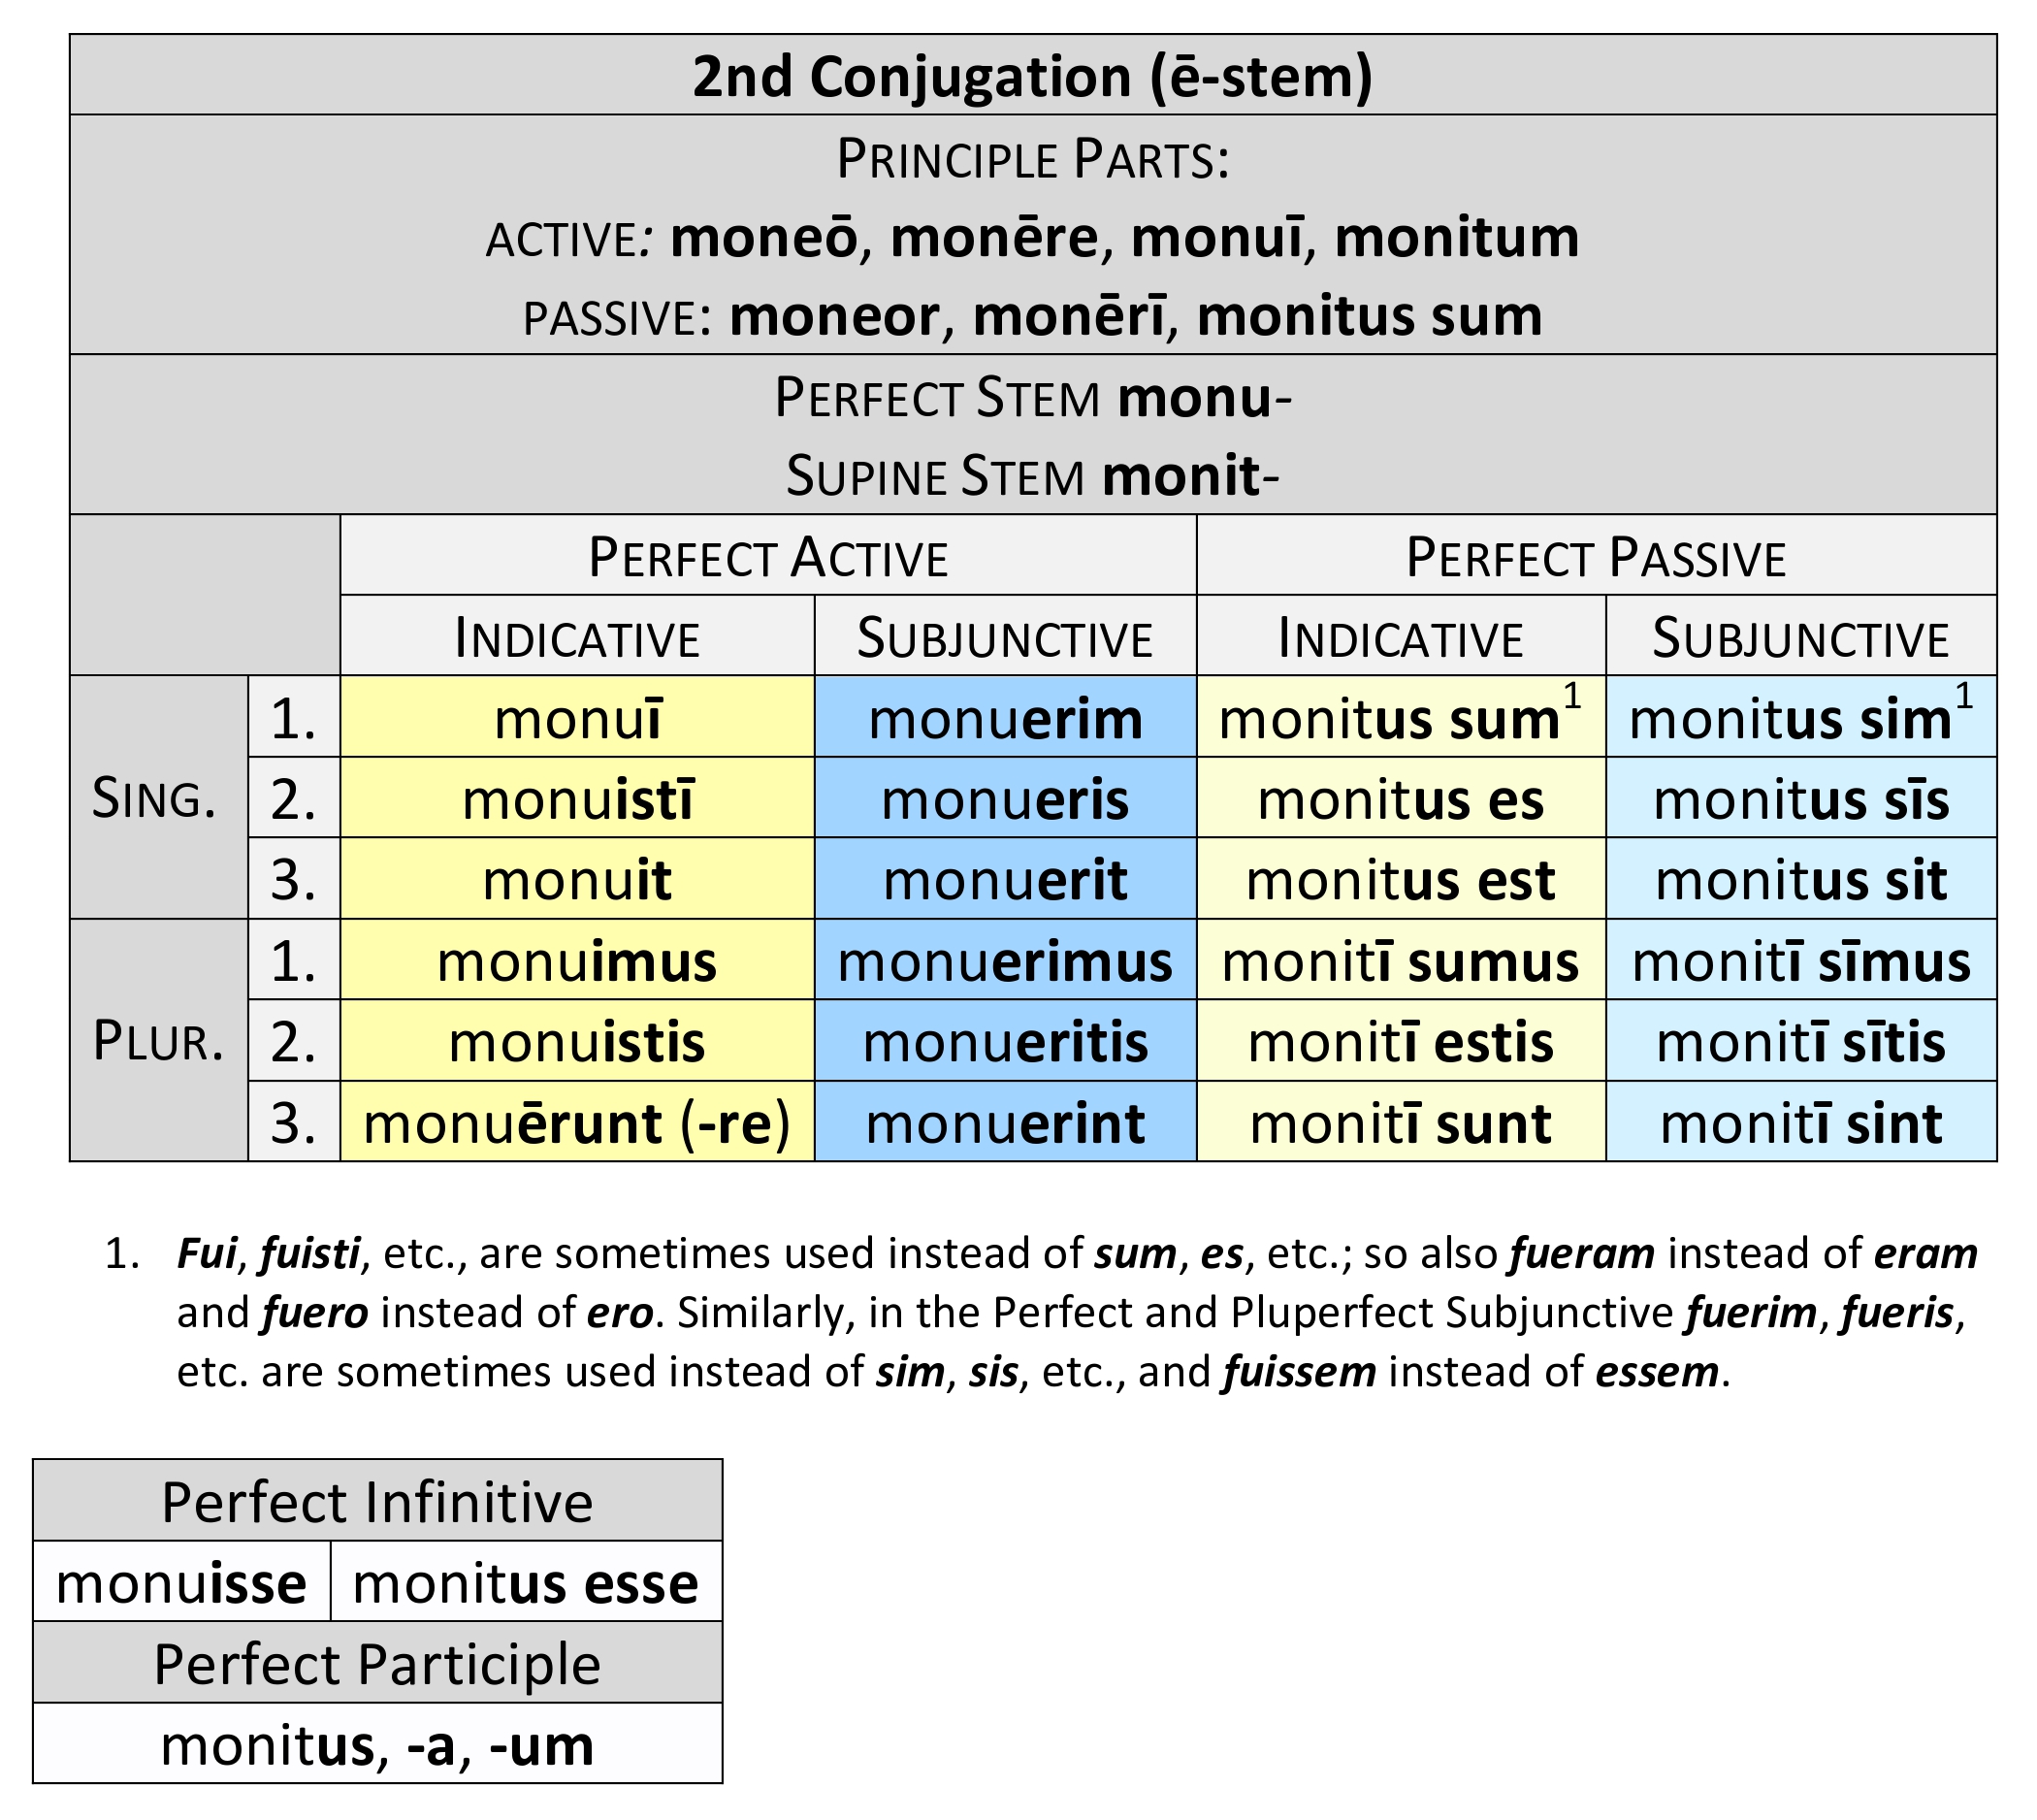 2nd Conjugation (ē-stem)
PRINCIPLE PARTS:
ACTIVE: moneō, monēre, monuī, monitum
PASSIVE: moneor, monērī, monitus sum
PERFECT STEM monu-
SUPINE STEM monit-
PERFECT ACTIVE PERFECT PASSIVE
INDICATIVE SUBJUNCTIVE INDICATIVE SUBJUNCTIVE
SING. 1. monuī monuerim monitus sum¹ monitus sim¹
2. monuistī monueris monitus es monitus sīs
3. monuit monuerit monitus est monitus sit
PLUR. 1. monuimus monuerimus monitī sumus monitī sīmus
2. monuistis monueritis monitī estis monitī sītis
3. monuērunt (-re) monuerint monitī sunt monitī sint
1. Fui, fuisti, etc., are sometimes used instead of sum, es, etc.; so also fueram instead of eram
and fuero instead of ero. Similarly, in the Perfect and Pluperfect Subjunctive fuerim, fueris,
etc. are sometimes used instead of sim, sis, etc., and fuissem instead of essem.
Perfect Infinitive
monuisse monitus esse
Perfect Participle
monitus, -a, -um